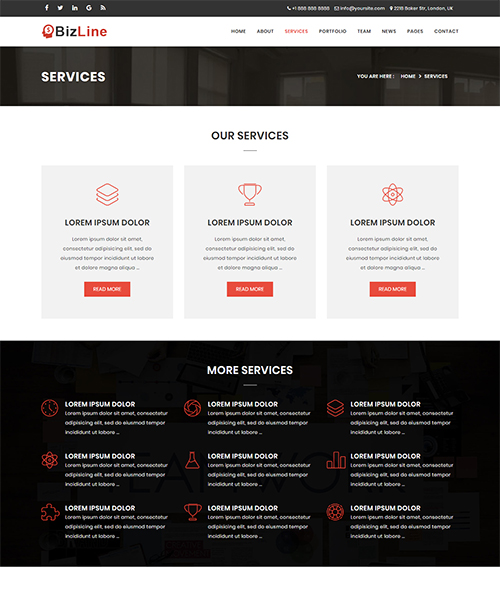 +1 888 888 8888 info@yoursite.com 221B Baker Str, London, UK
BizLine
HOME ABOUT SERVICES PORTFOLIO TEAM NEWS PAGES CONTACT
SERVICES
YOU ARE HERE : HOME > SERVICES
OUR SERVICES
LOREM IPSUM DOLOR
Lorem ipsum dolor sit amet,
consectetur adipisicing elit, sed do
eiusmod tempor incididunt ut labore
et dolore magna aliqua ...
READ MORE
LOREM IPSUM DOLOR
Lorem ipsum dolor sit amet,
consectetur adipisicing elit, sed do
eiusmod tempor incididunt ut labore
et dolore magna aliqua ...
READ MORE
LOREM IPSUM DOLOR
Lorem ipsum dolor sit amet,
consectetur adipisicing elit, sed do
eiusmod tempor incididunt ut labore
et dolore magna aliqua ...
READ MORE
MORE SERVICES
LOREM IPSUM DOLOR
Lorem ipsum dolor sit amet, consectetur
adipisicing elit, sed do eiusmod tempor
incididunt ut labore ...
LOREM IPSUM DOLOR
Lorem ipsum dolor sit amet, consectetur
adipisicing elit, sed do eiusmod tempor
incididunt ut labore ...
LOREM IPSUM DOLOR
Lorem ipsum dolor sit amet, consectetur
adipisicing elit, sed do eiusmod tempor
incididunt ut labore ...
LOREM IPSUM DOLOR
Lorem ipsum dolor sit amet, consectetur
adipisicing elit, sed do eiusmod tempor
incididunt ut labore ...
LOREM IPSUM DOLOR
Lorem ipsum dolor sit amet, consectetur
adipisicing elit, sed do eiusmod tempor
incididunt ut labore ...
LOREM IPSUM DOLOR
Lorem ipsum dolor sit amet, consectetur
adipisicing elit, sed do eiusmod tempor
incididunt ut labore ...
LOREM IPSUM DOLOR
Lorem ipsum dolor sit amet, consectetur
adipisicing elit, sed do eiusmod tempor
incididunt ut labore ...
LOREM IPSUM DOLOR
Lorem ipsum dolor sit amet, consectetur
adipisicing elit, sed do eiusmod tempor
incididunt ut labore ...
LOREM IPSUM DOLOR
Lorem ipsum dolor sit amet, consectetur
adipisicing elit, sed do eiusmod tempor
incididunt ut labore ...